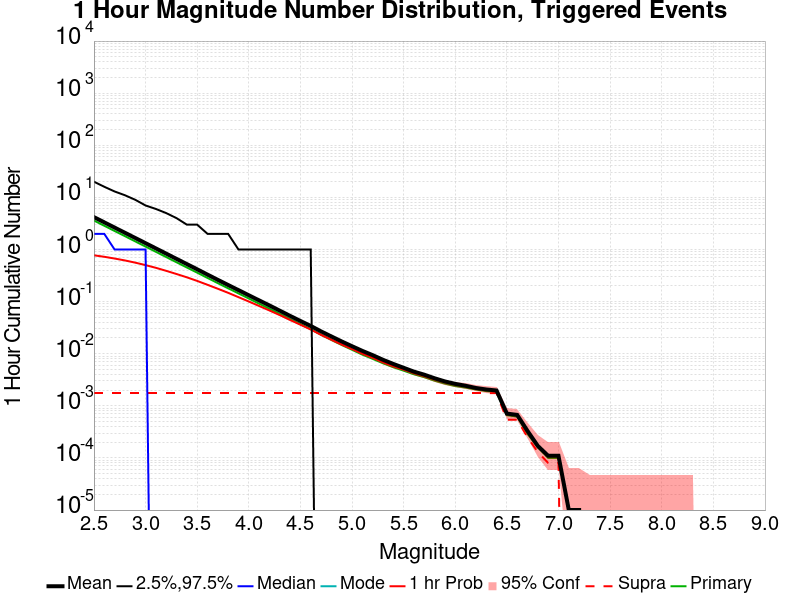 1 Hour Magnitude Number Distribution, Triggered Events
10^4
10^3
10^2
10^1
10^0
10^-1
10^-2
10^-3
10^-4
10^-5
1 Hour Cumulative Number
2.5 3.0 3.5 4.0 4.5 5.0 5.5 6.0 6.5 7.0 7.5 8.0 8.5 9.0
Magnitude
Mean 2.5%,97.5% Median Mode 1 hr Prob 95% Conf Supra Primary